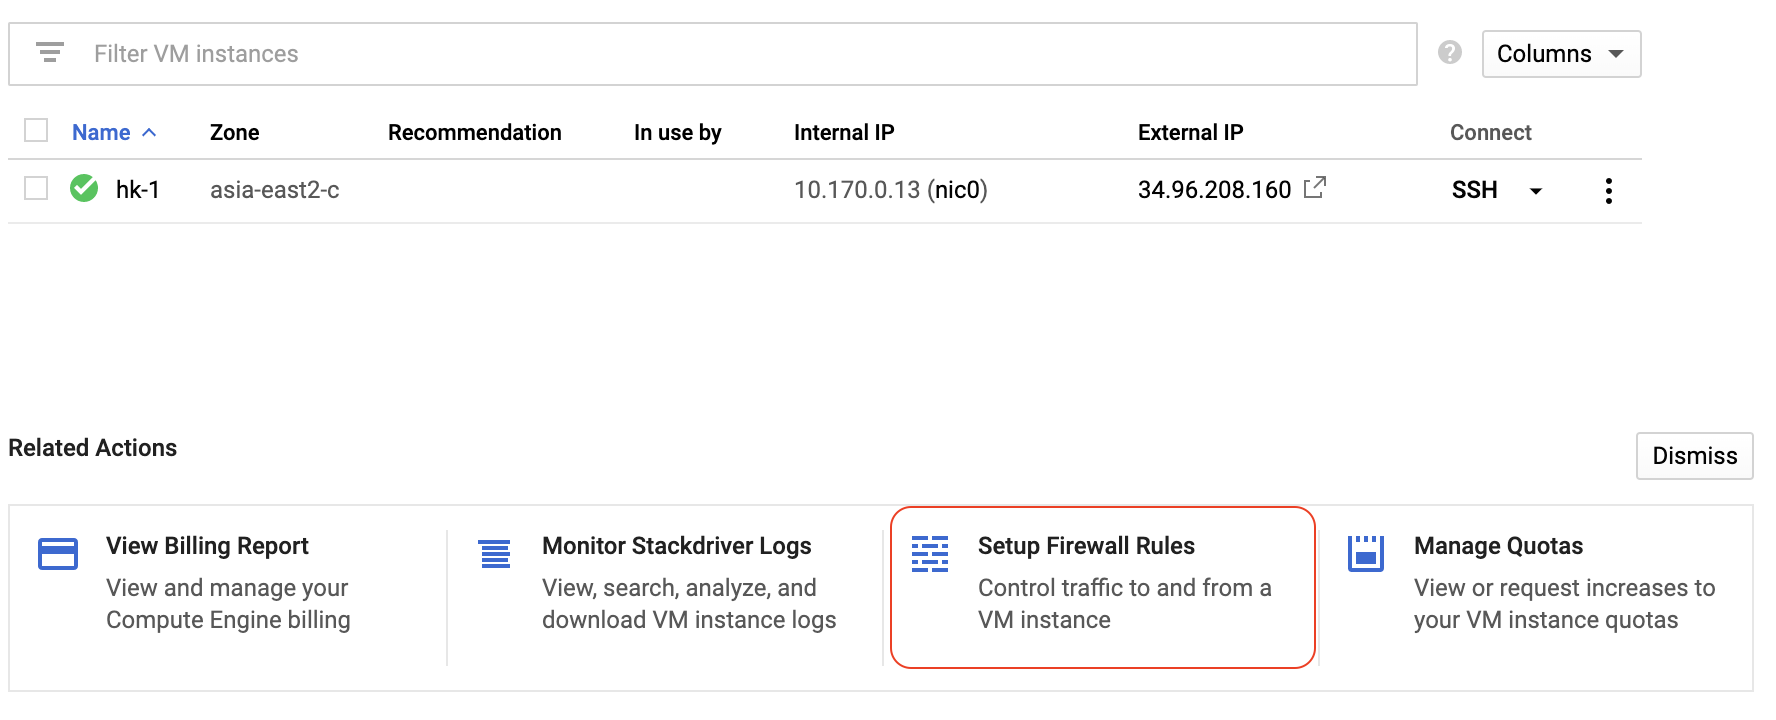 Filter VM instances
? Columns
Name Zone Recommendation In use by Internal IP External IP Connect
hk-1 asia-east2-c 10.170.0.13 (nic0) 34.96.208.160 SSH
Related Actions
Dismiss
View Billing Report
View and manage your
Compute Engine billing
Monitor Stackdriver Logs
View, search, analyze, and
download VM instance logs
Setup Firewall Rules
Control traffic to and from a
VM instance
Manage Quotas
View or request increases to
your VM instance quotas